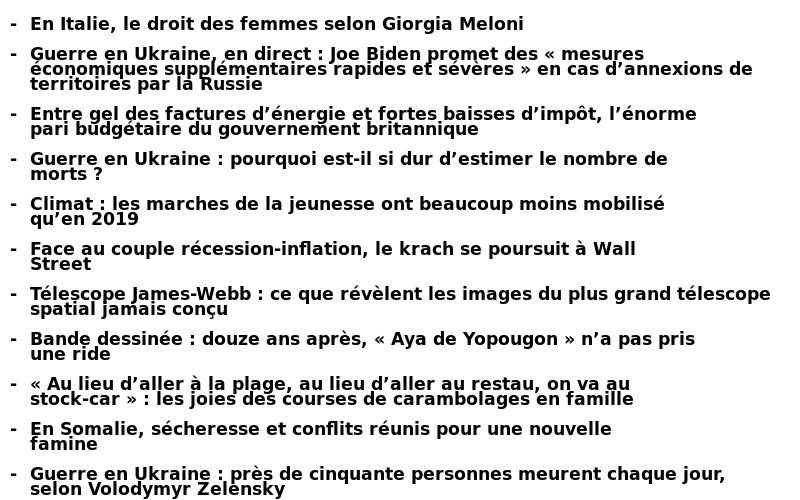 - En Italie, le droit des femmes selon Giorgia Meloni
- Guerre en Ukraine, en direct : Joe Biden promet des « mesures
économiques supplémentaires rapides et sévères » en cas d’annexions de
territoires par la Russie
- Entre gel des factures d’énergie et fortes baisses d’impôt, l’énorme
pari budgétaire du gouvernement britannique
- Guerre en Ukraine : pourquoi est-il si dur d’estimer le nombre de
morts ?
- Climat : les marches de la jeunesse ont beaucoup moins mobilisé
qu’en 2019
- Face au couple récession-inflation, le krach se poursuit à Wall
Street
- Télescope James-Webb : ce que révèlent les images du plus grand télescope
spatial jamais conçu
- Bande dessinée : douze ans après, « Aya de Yopougon » n’a pas pris
une ride
- « Au lieu d’aller à la plage, au lieu d’aller au restau, on va au
stock-car » : les joies des courses de carambolages en famille
- En Somalie, sécheresse et conflits réunis pour une nouvelle
famine
- Guerre en Ukraine : près de cinquante personnes meurent chaque jour,
selon Volodymyr Zelensky